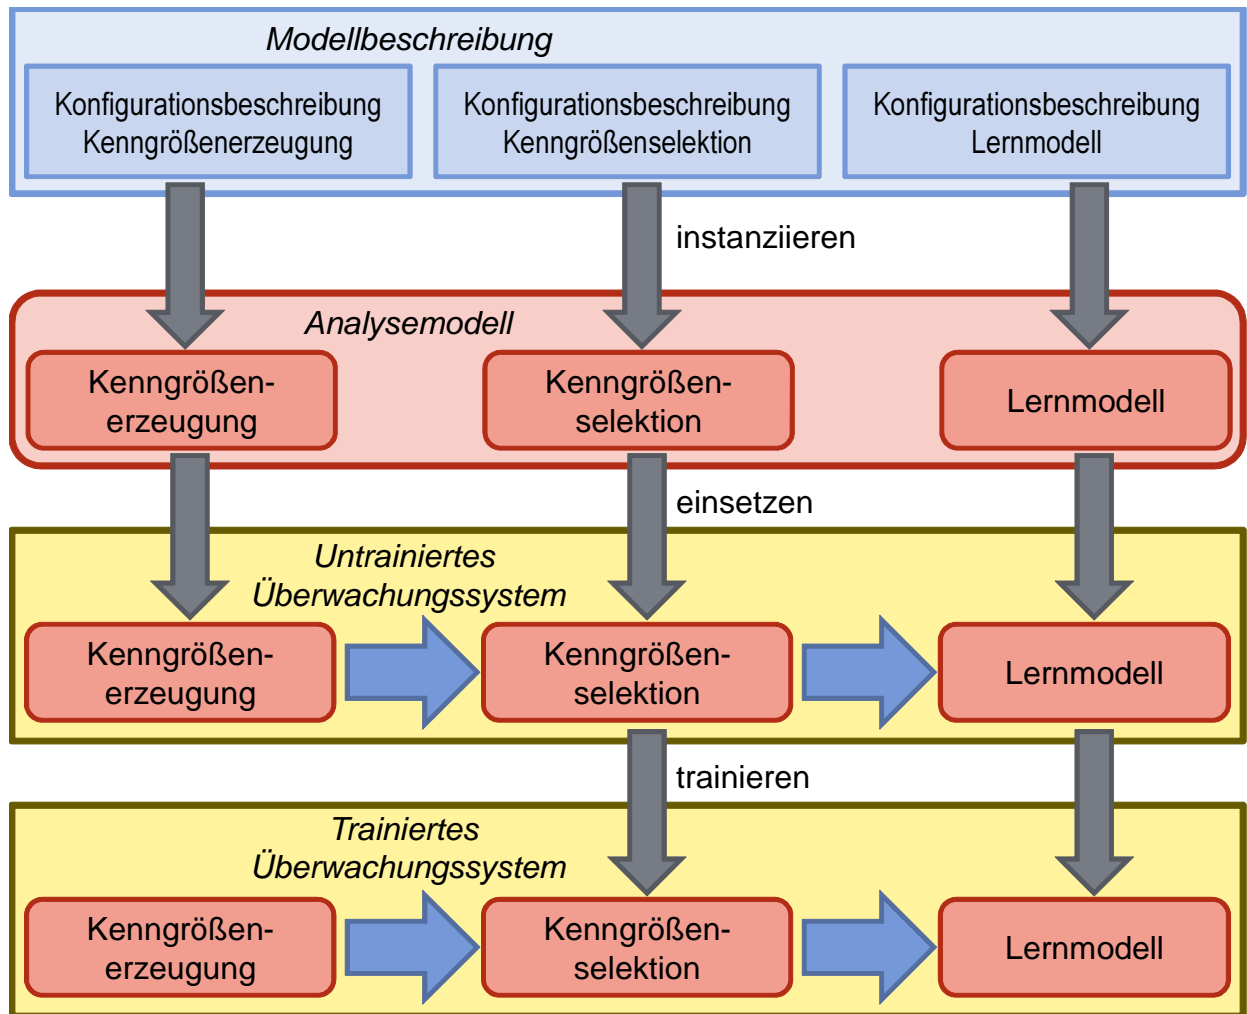 Modellbeschreibung
Konfigurationsbeschreibung
Kenngrößenerzeugung
Konfigurationsbeschreibung
Kenngrößenselektion
Konfigurationsbeschreibung
Lernmodell
instanziieren
Analysemodell
Kenngrößen-
erzeugung
Kenngrößen-
selektion
Lernmodell
einsetzen
Untrainiertes
Überwachungssystem
Kenngrößen-
erzeugung
Kenngrößen-
selektion
Lernmodell
trainieren
Trainiertes
Überwachungssystem
Kenngrößen-
erzeugung
Kenngrößen-
selektion
Lernmodell